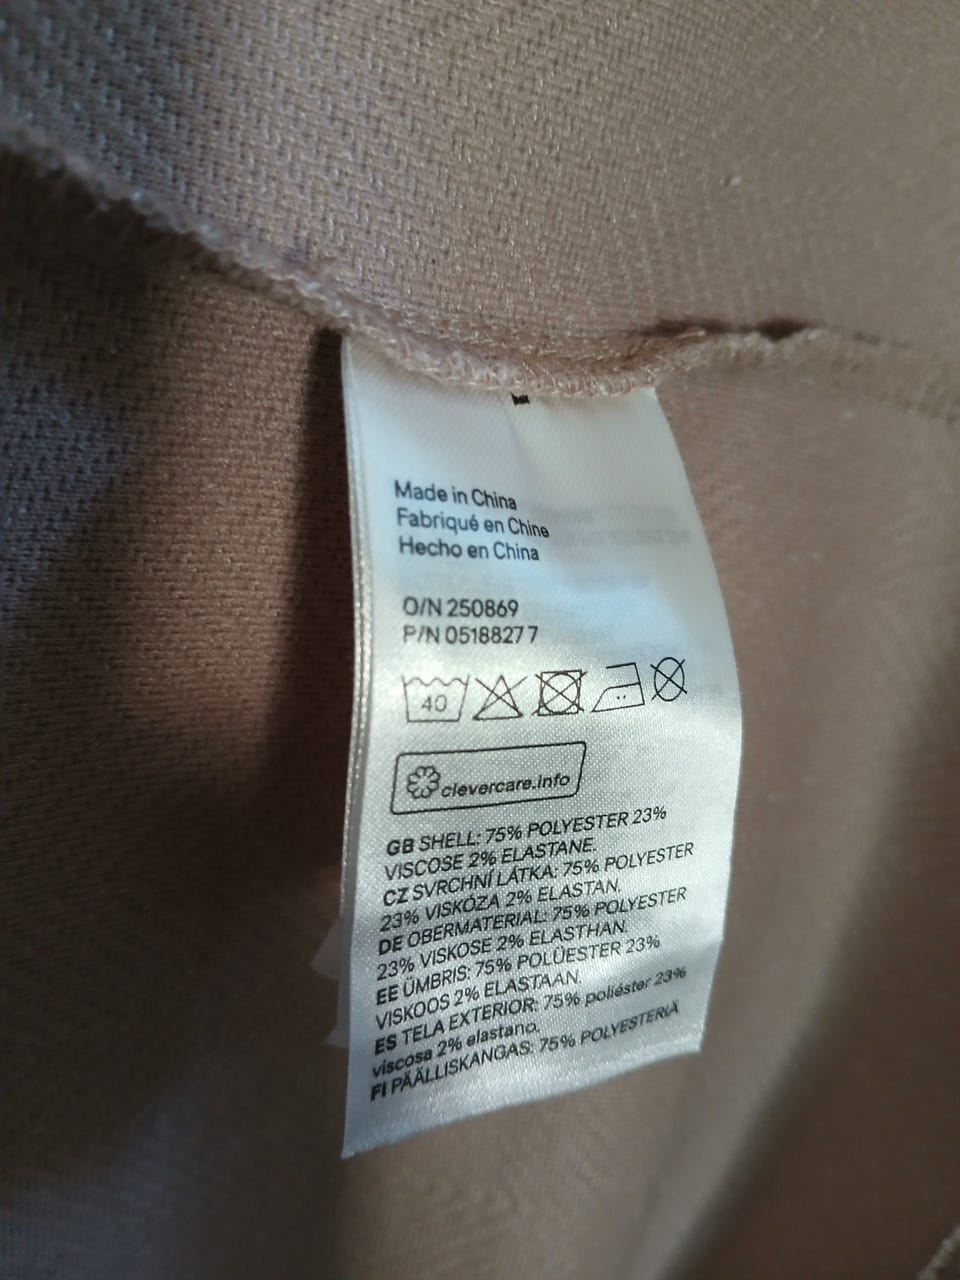 Made in China
Fabriqué en Chine
Hecho en China
O/N 250869
P/N 0518827 7
40
clevercare.info
GB SHELL: 75% POLYESTER 23%
VISCOSE 2% ELASTANE.
CZ SVRCHNÍ LÁTKA: 75% POLYESTER
23% VISKÓZA 2% ELASTAN.
DE OBERMATERIAL: 75% POLYESTER
23% VISKOSE 2% ELASTHAN.
EE ÜMBRIS: 75% POLÜESTER 23%
VISKOOS 2% ELASTAAN.
ES TELA EXTERIOR: 75% poliéster 23%
viscosa 2% elastano.
FI PÄÄLLISKANGAS: 75% POLYESTERIÄ